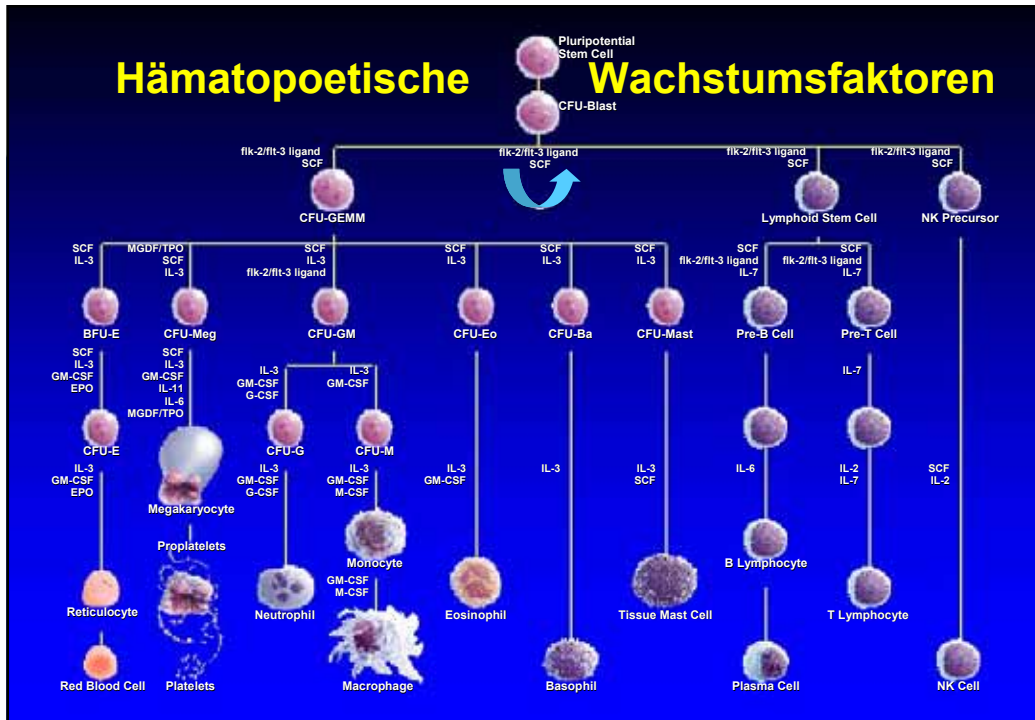 Hämatopoetische Wachstumsfaktoren
Pluripotential
Stem Cell
CFU-Blast
flk-2/flt-3 ligand
SCF
flk-2/flt-3 ligand
SCF
flk-2/flt-3 ligand
SCF
flk-2/flt-3 ligand
SCF
CFU-GEMM
Lymphoid Stem Cell
NK Precursor
SCF
IL-3
MGDF/TPO
SCF
IL-3
SCF
IL-3
flk-2/flt-3 ligand
SCF
IL-3
SCF
IL-3
SCF
IL-3
SCF
flk-2/flt-3 ligand
IL-7
SCF
flk-2/flt-3 ligand
IL-7
BFU-E
CFU-Meg
CFU-GM
CFU-Eo
CFU-Ba
CFU-Mast
Pre-B Cell
Pre-T Cell
SCF
IL-3
GM-CSF
EPO
SCF
IL-3
GM-CSF
IL-11
IL-6
MGDF/TPO
IL-3
GM-CSF
G-CSF
IL-3
GM-CSF
IL-7
CFU-E
CFU-G
CFU-M
IL-3
GM-CSF
EPO
Megakaryocyte
IL-3
GM-CSF
G-CSF
IL-3
GM-CSF
M-CSF
IL-3
GM-CSF
IL-3
IL-3
SCF
IL-6
IL-2
IL-7
SCF
IL-2
Proplatelets
Monocyte
B Lymphocyte
GM-CSF
M-CSF
Reticulocyte
Neutrophil
Eosinophil
Tissue Mast Cell
T Lymphocyte
Red Blood Cell
Platelets
Macrophage
Basophil
Plasma Cell
NK Cell